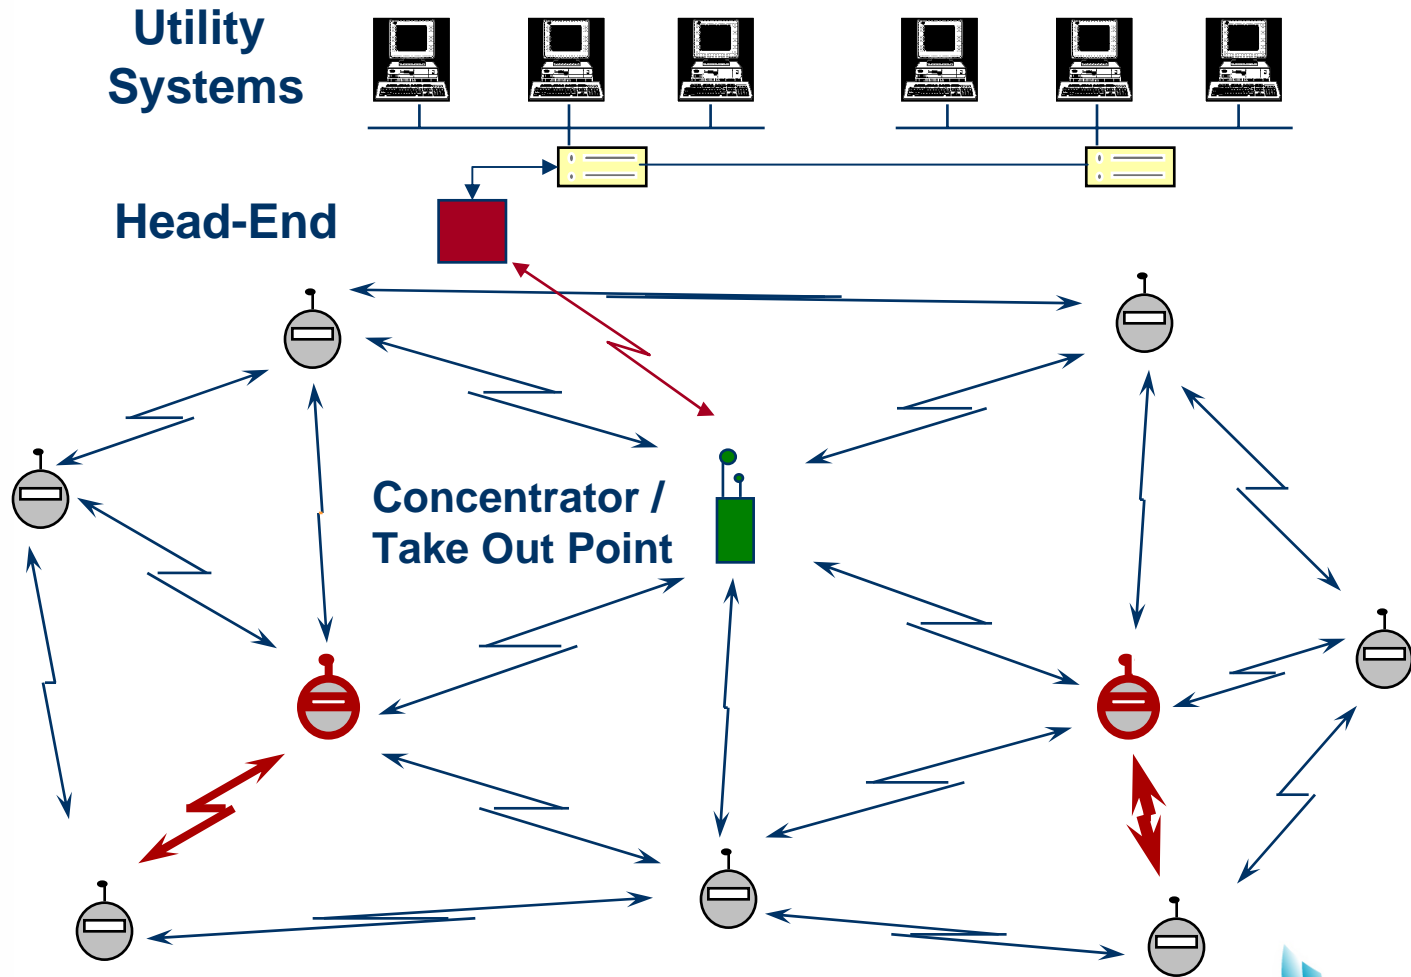 Utility
Systems
Head-End
Concentrator /
Take Out Point